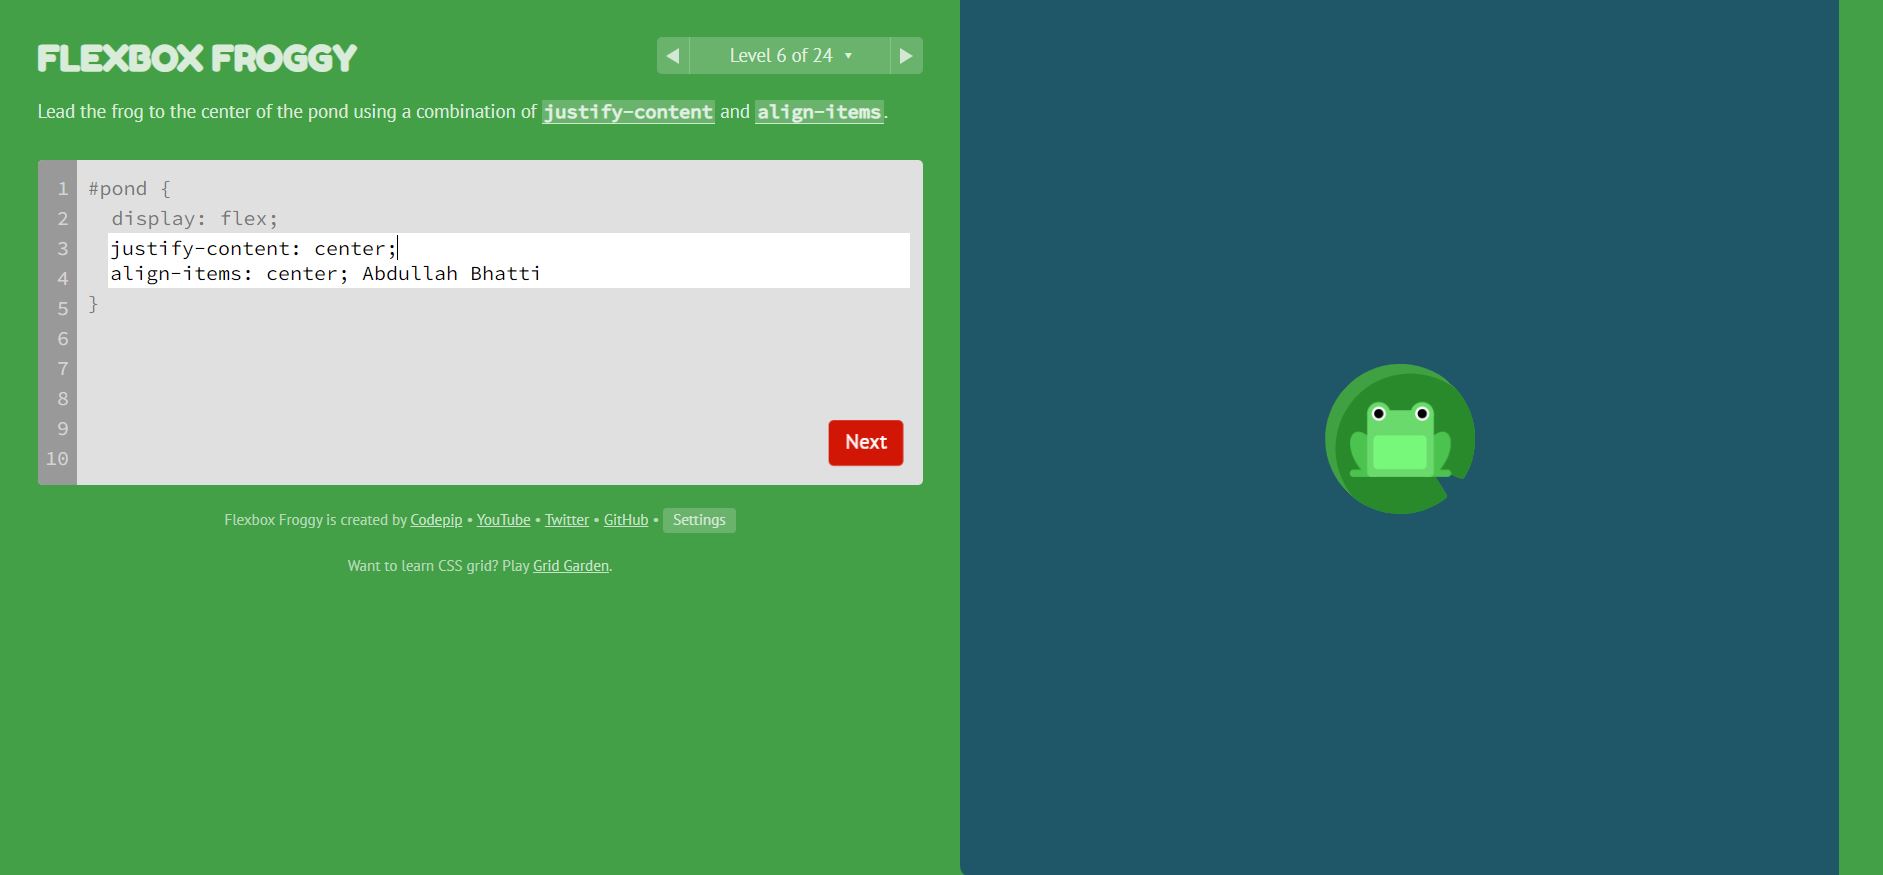 FLEXBOX FROGGY
◀ Level 6 of 24 ▾ ▶
Lead the frog to the center of the pond using a combination of justify-content and align-items.
1 #pond {
2 display: flex;
3 justify-content: center;
4 align-items: center; Abdullah Bhatti
5 }
6
7
8
9
10
Next
Flexbox Froggy is created by Codepip • YouTube • Twitter • GitHub • Settings
Want to learn CSS grid? Play Grid Garden.